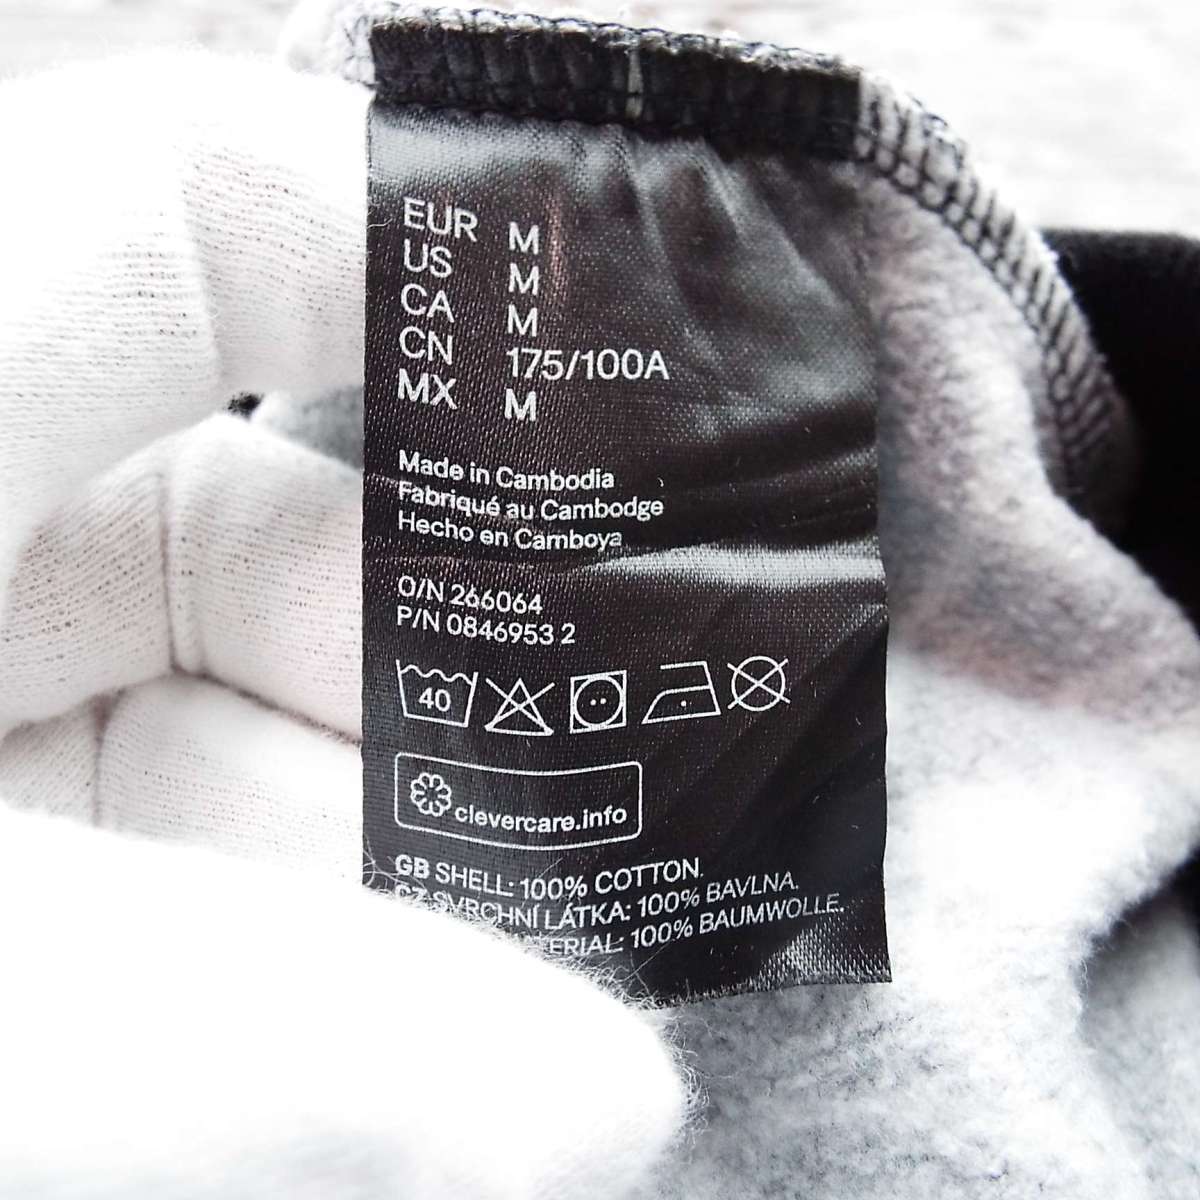 EUR M
US M
CA M
CN 175/100A
MX M
Made in Cambodia
Fabriqué au Cambodge
Hecho en Camboya
O/N 266064
P/N 0846953 2
40
clevercare.info
GB SHELL: 100% COTTON.
CZ SVRCHNÍ LÁTKA: 100% BAVLNA.
100% BAUMWOLLE.